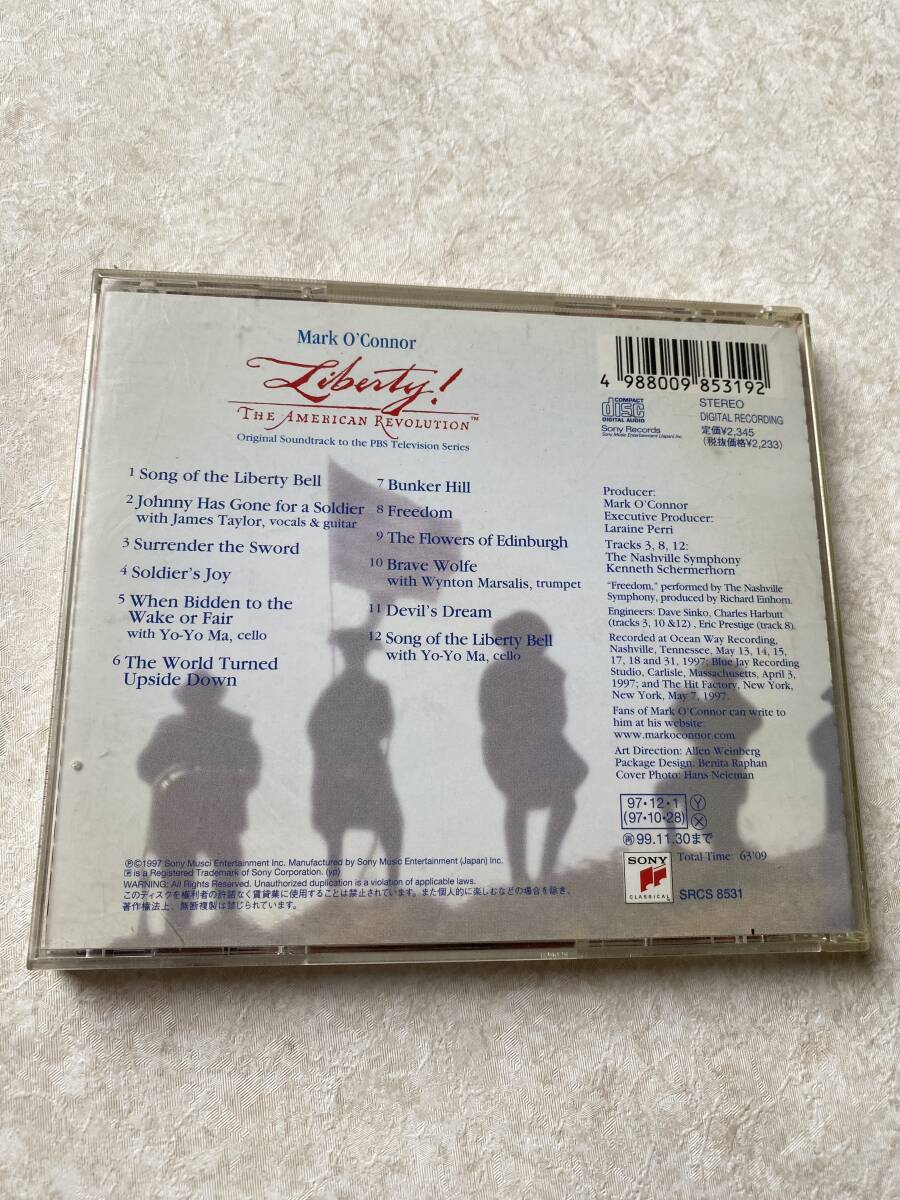 Mark O'Connor
Liberty!
THE AMERICAN REVOLUTION™
Original Soundtrack to the PBS Television Series
1 Song of the Liberty Bell
2 Johnny Has Gone for a Soldier
with James Taylor, vocals & guitar
3 Surrender the Sword
4 Soldier's Joy
5 When Bidden to the
Wake or Fair
with Yo-Yo Ma, cello
6 The World Turned
Upside Down
7 Bunker Hill
8 Freedom
9 The Flowers of Edinburgh
10 Brave Wolfe
with Wynton Marsalis, trumpet
11 Devil's Dream
12 Song of the Liberty Bell
with Yo-Yo Ma, cello
4 988009 853192
COMPACT
disc
DIGITAL AUDIO
Sony Records
Sony Music Entertainment (Japan) Inc.
STEREO
DIGITAL RECORDING
定価¥2,345
(税抜価格¥2,233)
Producer:
Mark O'Connor
Executive Producer:
Laraine Perri
Tracks 3, 8, 12:
The Nashville Symphony
Kenneth Schermerhorn
"Freedom," performed by The Nashville
Symphony, produced by Richard Einhorn.
Engineers: Dave Sinko, Charles Harbutt
(tracks 3, 10 &12) , Eric Prestige (track 8).
Recorded at Ocean Way Recording,
Nashville, Tennessee, May 13, 14, 15,
17, 18 and 31, 1997; Blue Jay Recording
Studio, Carlisle, Massachusetts, April 3,
1997; and The Hit Factory, New York,
New York, May 7, 1997.
Fans of Mark O'Connor can write to
him at his website:
www.markoconnor.com
Art Direction: Allen Weinberg
Package Design: Benita Raphan
Cover Photo: Hans Neleman
97・12・1 Ⓨ
(97・10・28) Ⓧ
㊐99.11.30まで
SONY
CLASSICAL
Total Time: 63'09
SRCS 8531
Ⓟ©1997 Sony Musci Entertainment Inc. Manufactured by Sony Music Entertainment (Japan) Inc.
is a Registered Trademark of Sony Corporation. (yp)
WARNING: All Rights Reserved. Unauthorized duplication is a violation of applicable laws.
このディスクを権利者の許諾なく賃貸業に使用することは禁止されています。また個人的に楽しむなどの場合を除き、
著作権法上、無断複製は禁じられています。